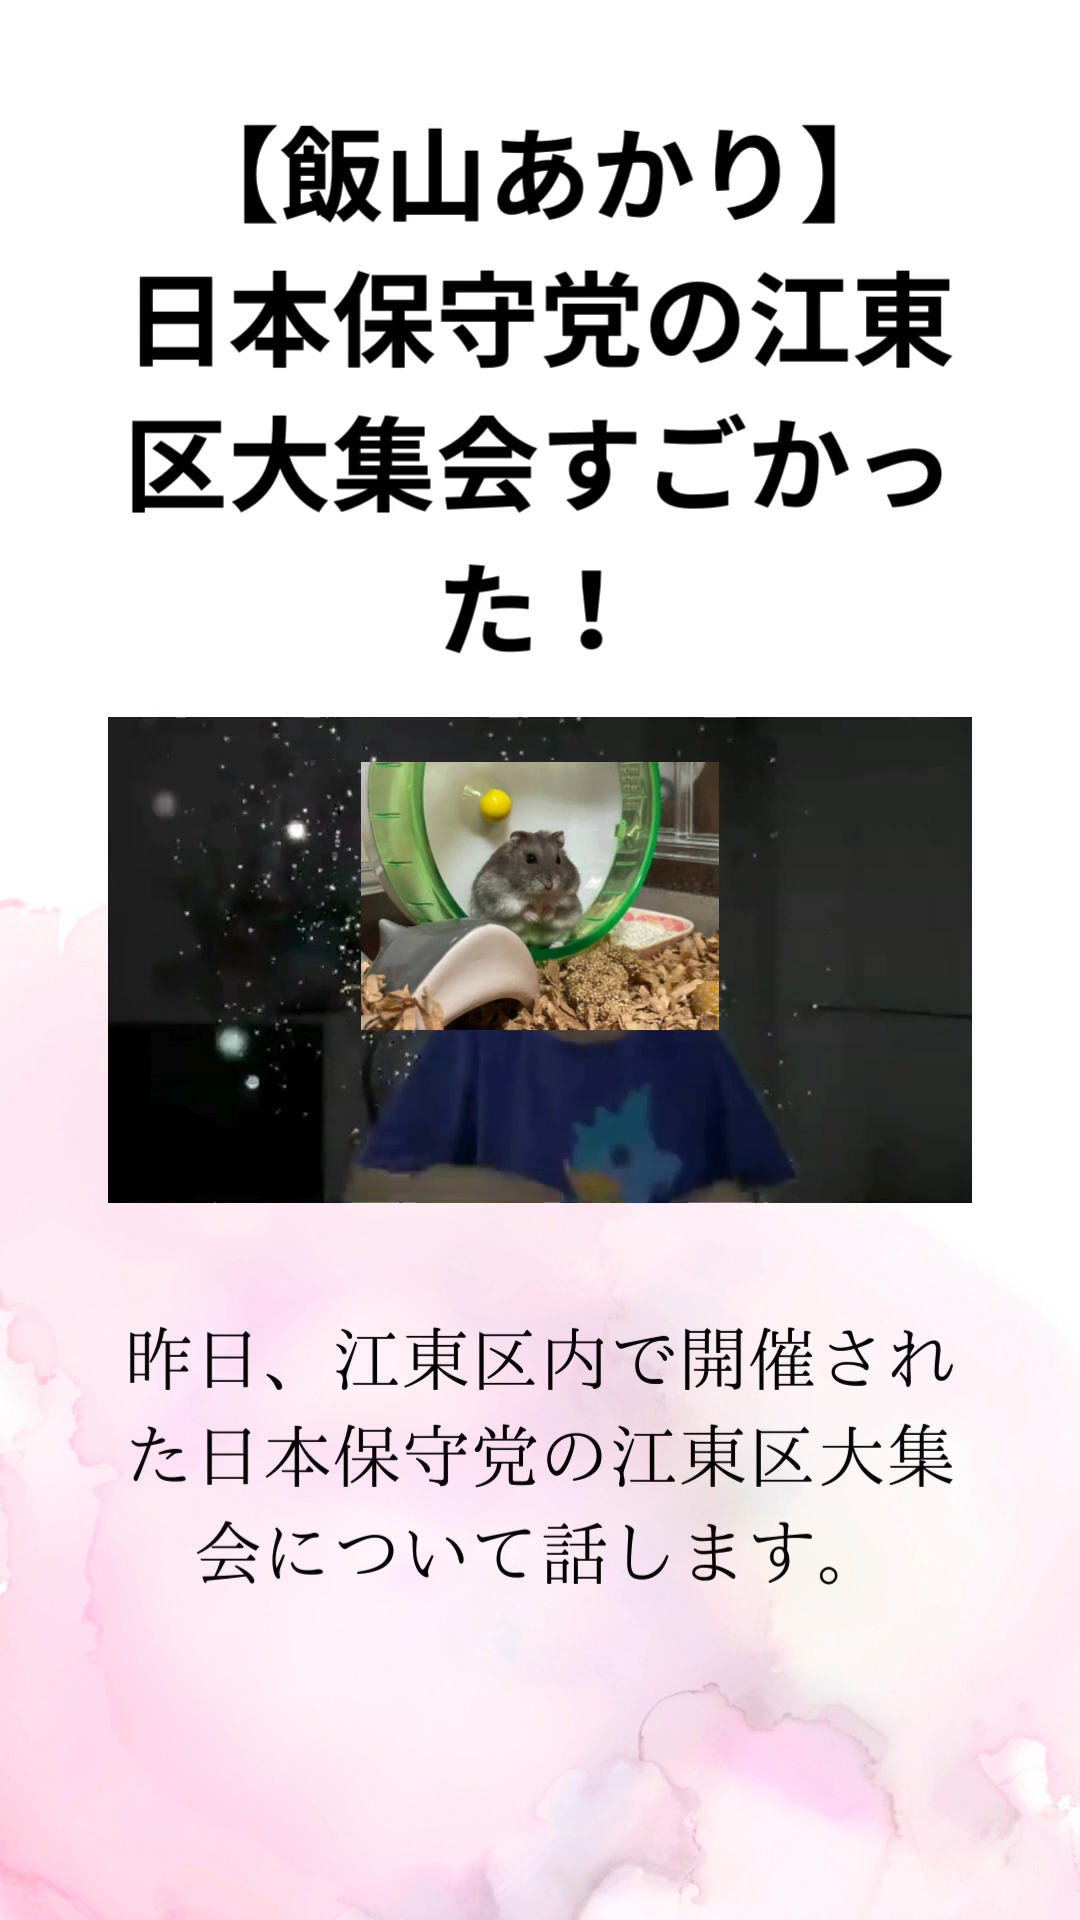 【飯山あかり】
日本保守党の江東
区大集会すごかっ
た！
昨日、江東区内で開催され
た日本保守党の江東区大集
会について話します。